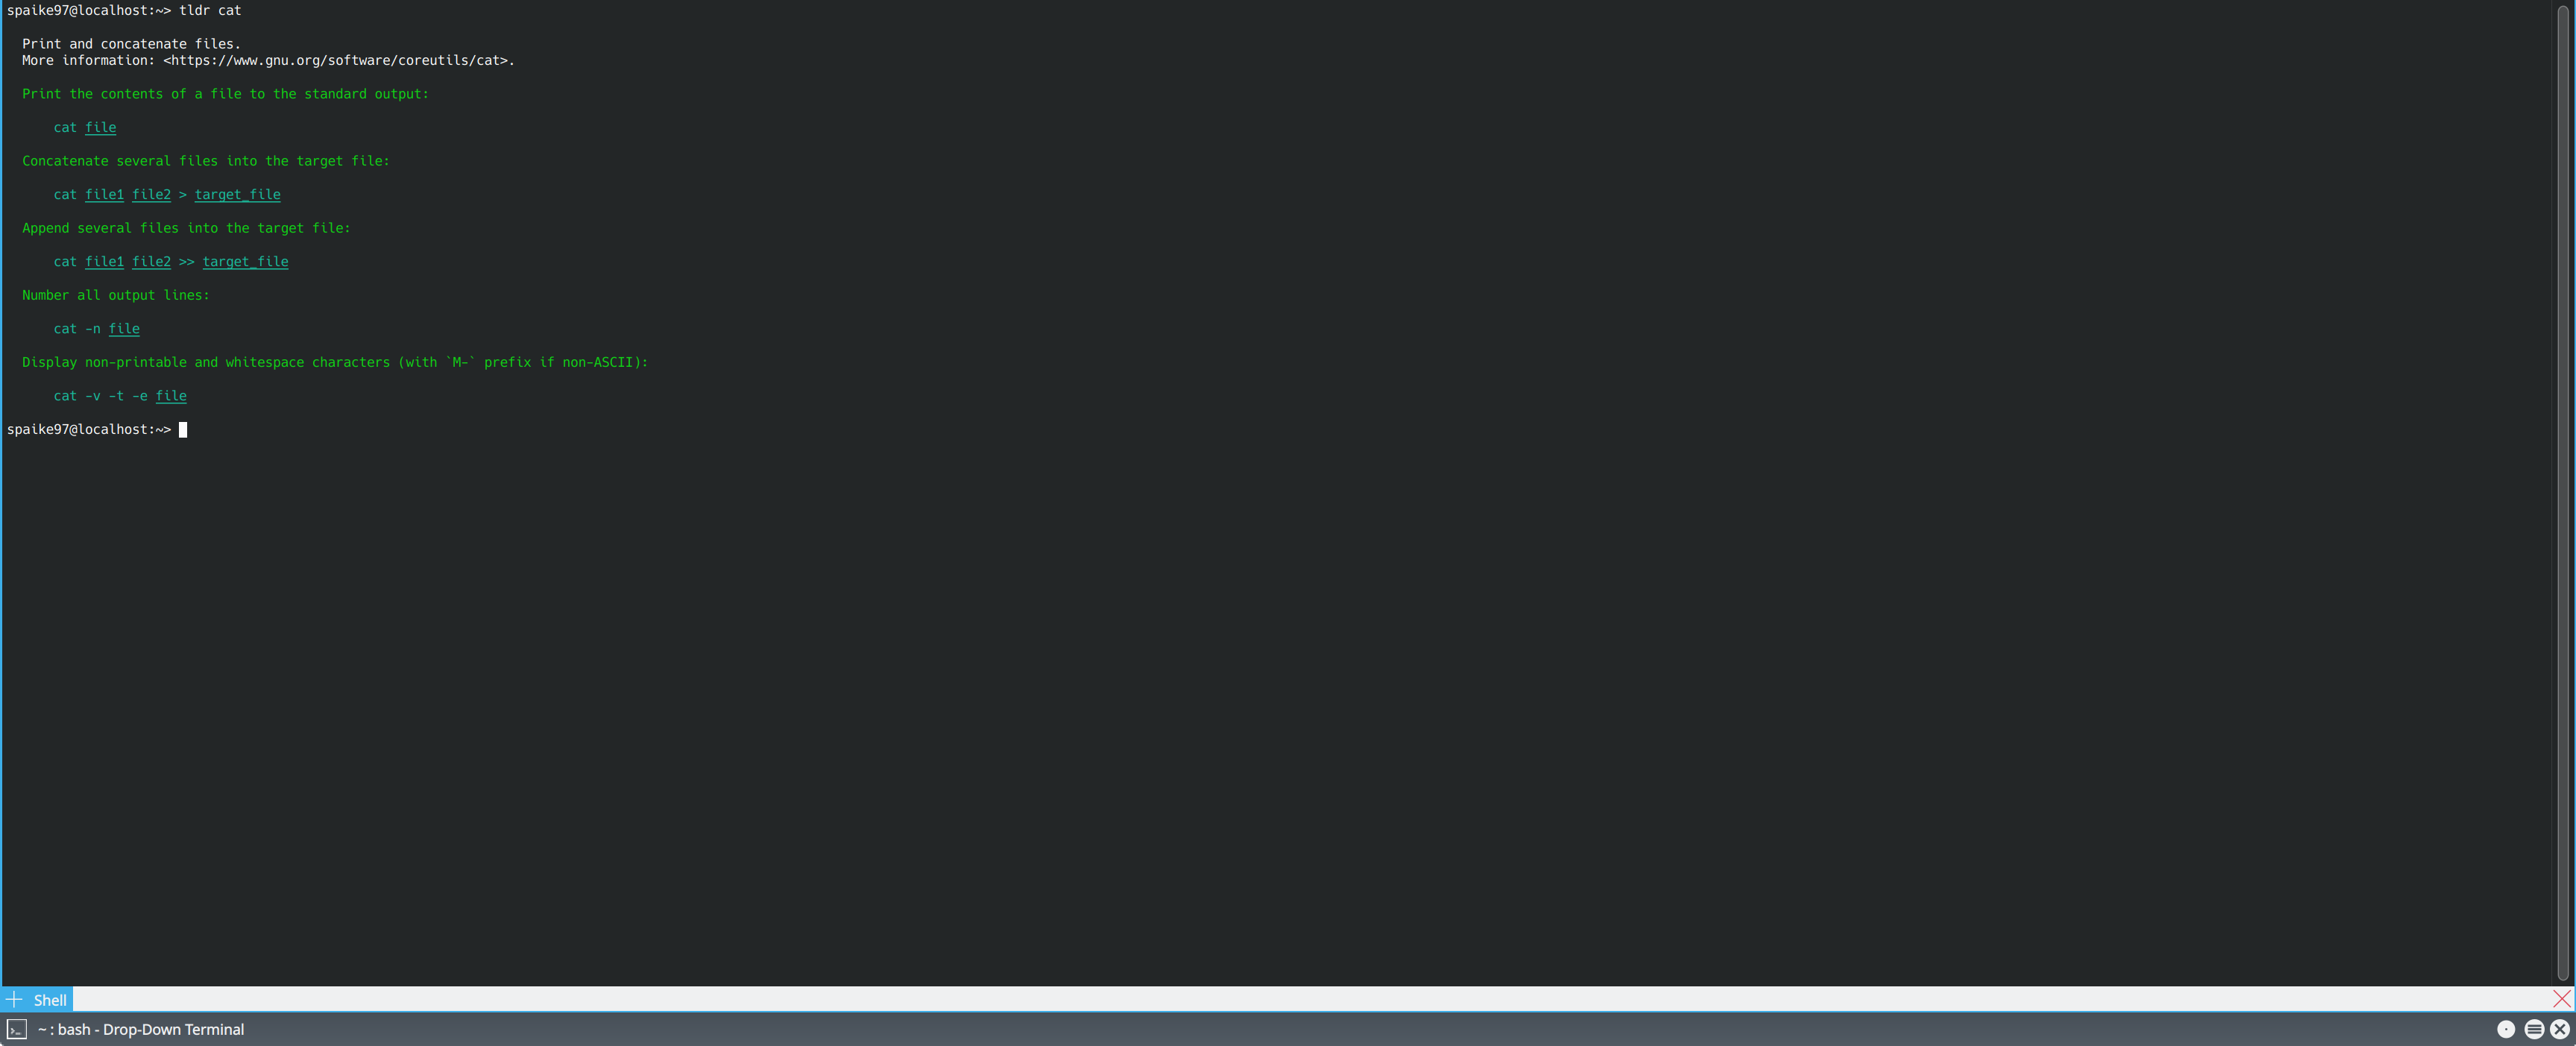 spaike97@localhost:~> tldr cat
Print and concatenate files.
More information: <https://www.gnu.org/software/coreutils/cat>.
Print the contents of a file to the standard output:
cat file
Concatenate several files into the target file:
cat file1 file2 > target_file
Append several files into the target file:
cat file1 file2 >> target_file
Number all output lines:
cat -n file
Display non-printable and whitespace characters (with `M-` prefix if non-ASCII):
cat -v -t -e file
spaike97@localhost:~>
Shell
~ : bash - Drop-Down Terminal